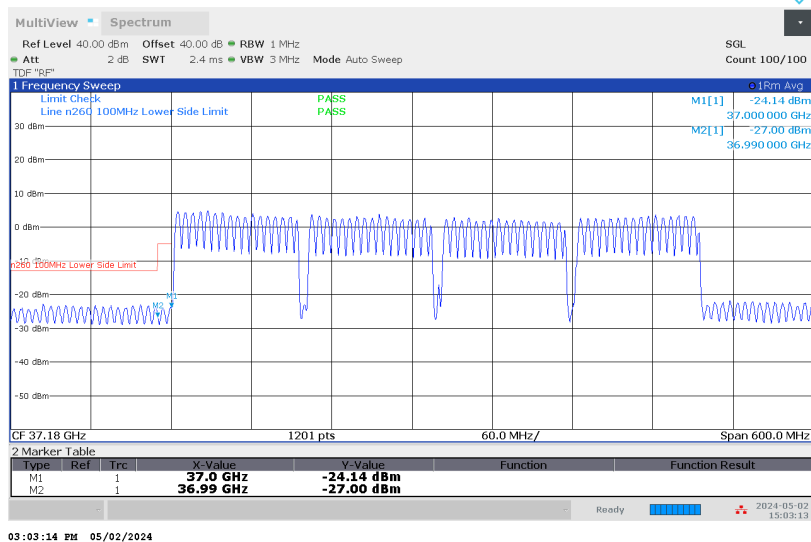 MultiView Spectrum
Ref Level 40.00 dBm Offset 40.00 dB RBW 1 MHz SGL
Att 2 dB SWT 2.4 ms VBW 3 MHz Mode Auto Sweep Count 100/100
TDF "RF"
1 Frequency Sweep 1Rm Avg
Limit Check PASS M1[1] -24.14 dBm
Line n260 100MHz Lower Side Limit PASS 37.000 000 GHz
30 dBm M2[1] -27.00 dBm
36.990 000 GHz
20 dBm
10 dBm
0 dBm
-10 dBm
n260 100MHz Lower Side Limit
-20 dBm
M1
M2
-30 dBm
-40 dBm
-50 dBm
CF 37.18 GHz 1201 pts 60.0 MHz/ Span 600.0 MHz
2 Marker Table
Type Ref Trc X-Value Y-Value Function Function Result
M1 1 37.0 GHz -24.14 dBm
M2 1 36.99 GHz -27.00 dBm
Ready 2024-05-02
15:03:13
03:03:14 PM 05/02/2024